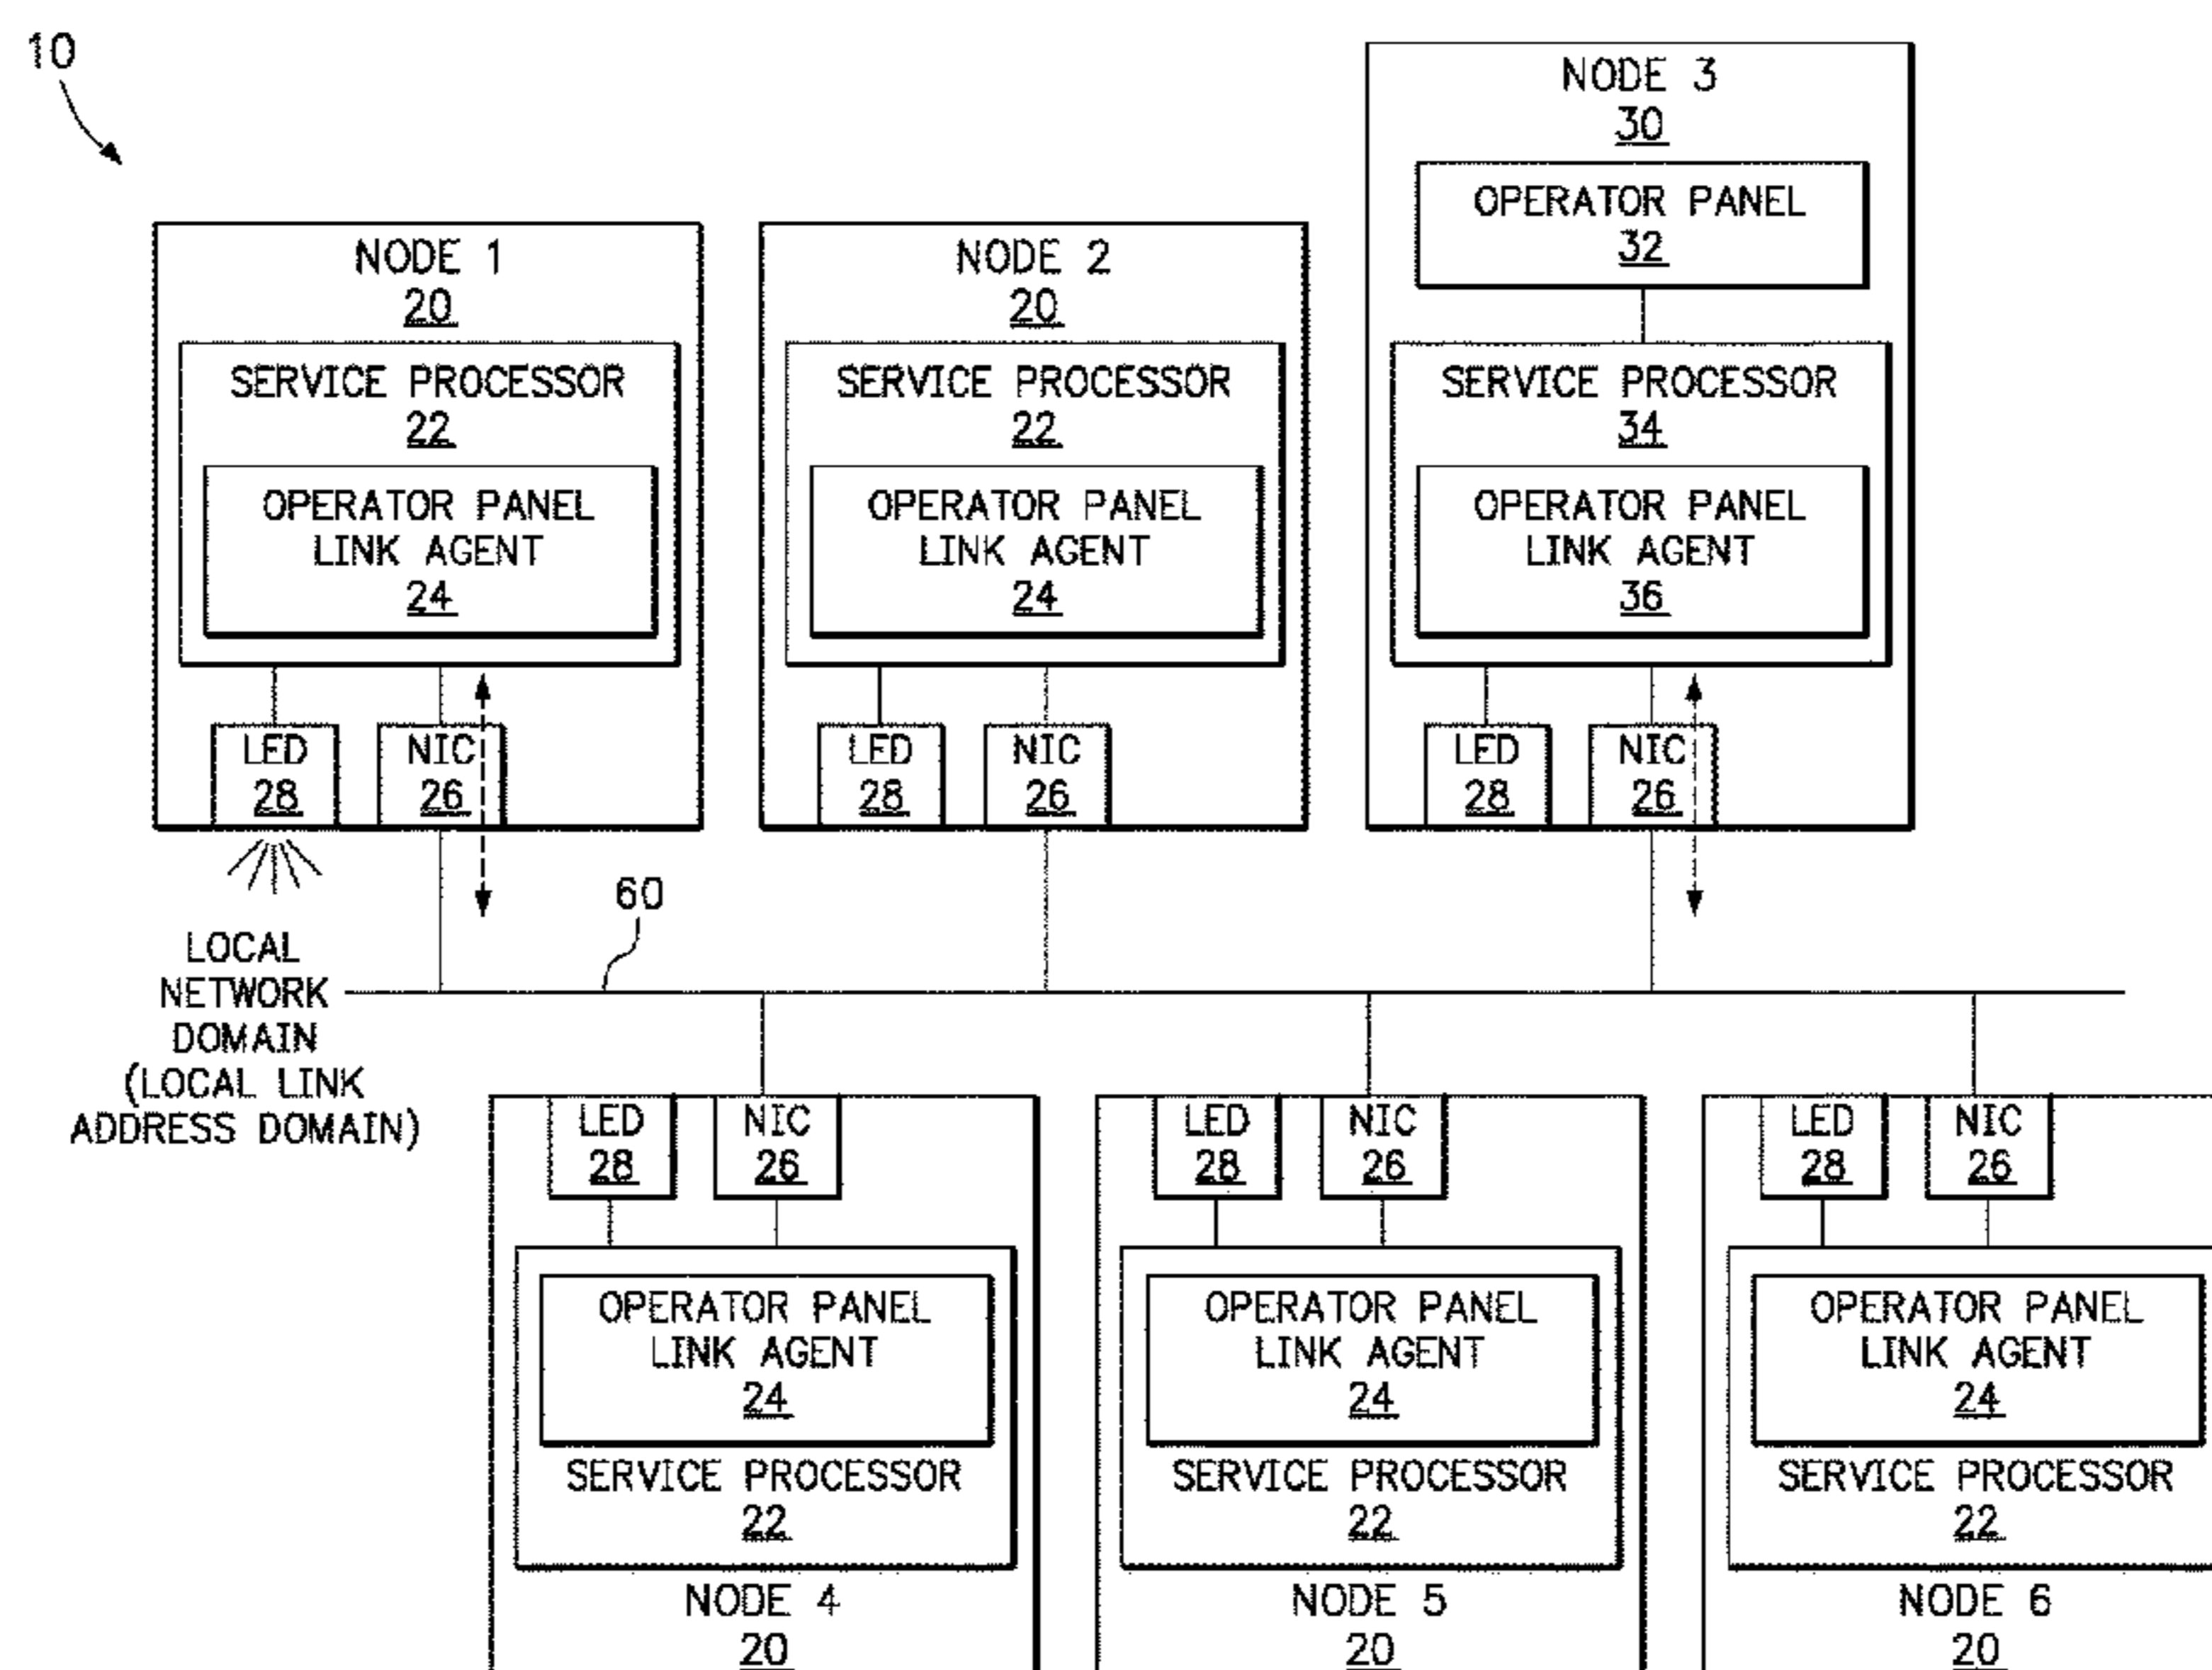 10
NODE 1
20
SERVICE PROCESSOR
22
OPERATOR PANEL
LINK AGENT
24
LED
28
NIC
26
NODE 2
20
SERVICE PROCESSOR
22
OPERATOR PANEL
LINK AGENT
24
LED
28
NIC
26
NODE 3
30
OPERATOR PANEL
32
SERVICE PROCESSOR
34
OPERATOR PANEL
LINK AGENT
36
LED
28
NIC
26
60
LOCAL
NETWORK
DOMAIN
(LOCAL LINK
ADDRESS DOMAIN)
LED
28
NIC
26
OPERATOR PANEL
LINK AGENT
24
SERVICE PROCESSOR
22
NODE 4
20
LED
28
NIC
26
OPERATOR PANEL
LINK AGENT
24
SERVICE PROCESSOR
22
NODE 5
20
LED
28
NIC
26
OPERATOR PANEL
LINK AGENT
24
SERVICE PROCESSOR
22
NODE 6
20